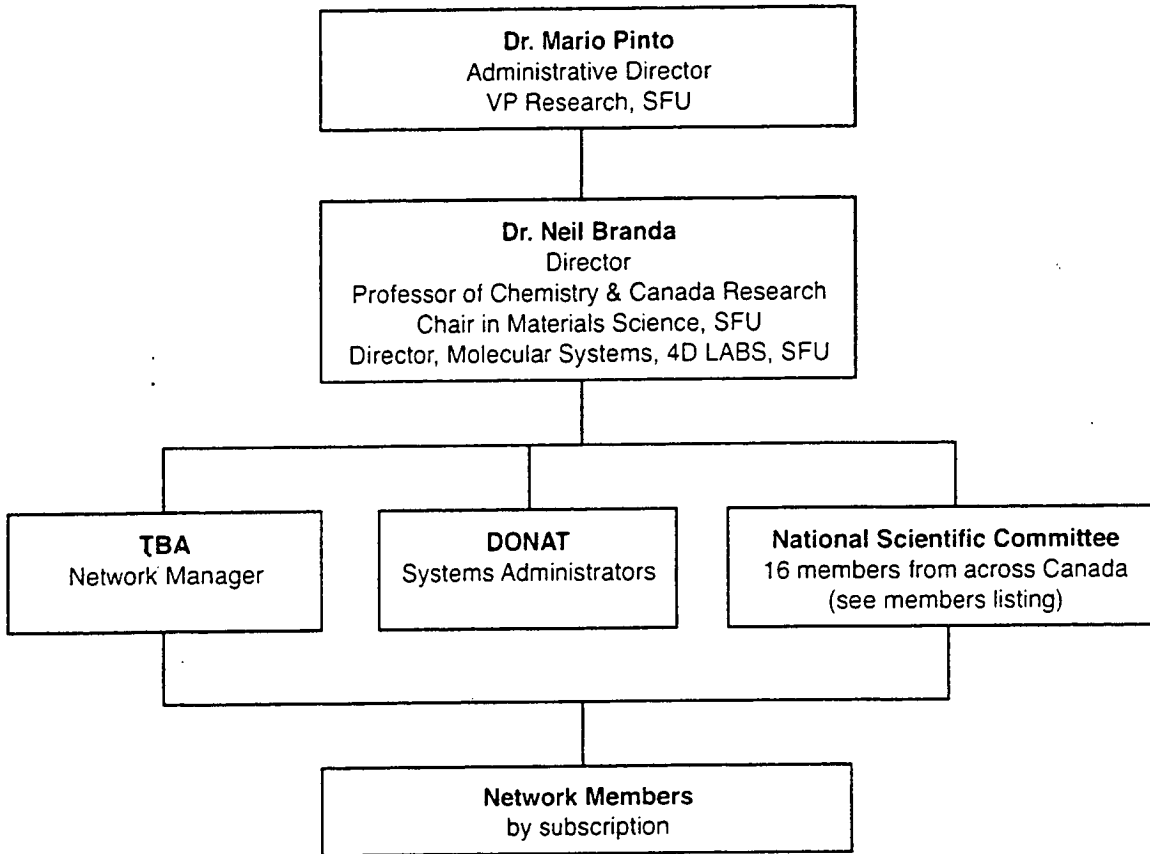 Dr. Mario Pinto
Administrative Director
VP Research, SFU
Dr. Neil Branda
Director
Professor of Chemistry & Canada Research
Chair in Materials Science, SFU
Director, Molecular Systems, 4D LABS, SFU
TBA
Network Manager
DONAT
Systems Administrators
National Scientific Committee
16 members from across Canada
(see members listing)
Network Members
by subscription